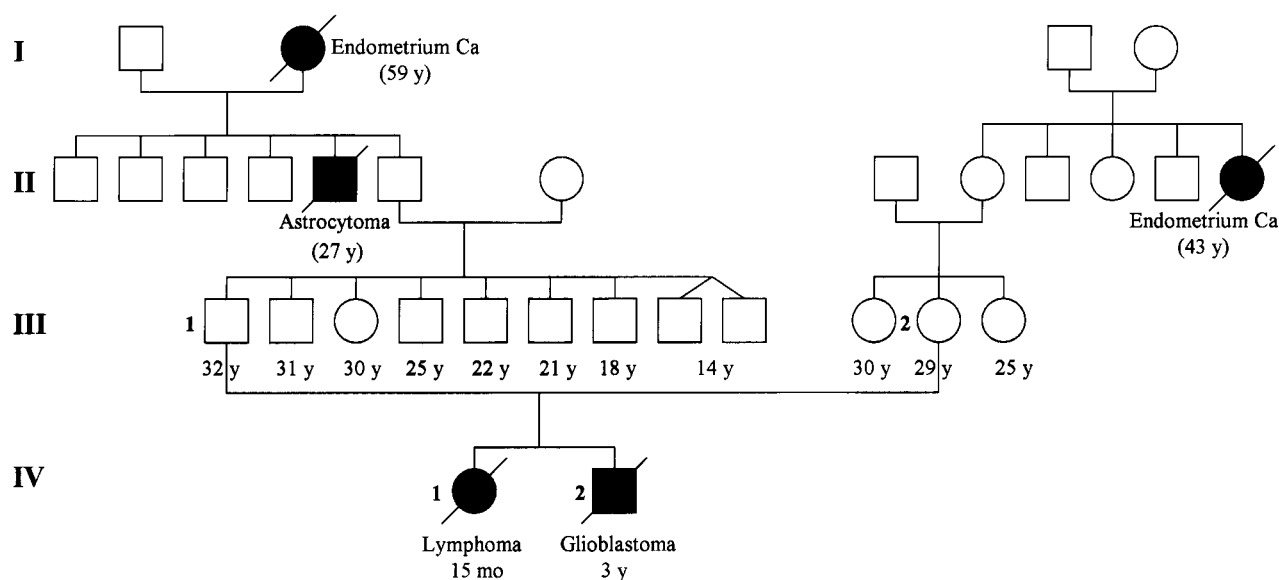 I
Endometrium Ca
(59 y)
II
Astrocytoma
(27 y)
Endometrium Ca
(43 y)
III
1
2
32 y 31 y 30 y 25 y 22 y 21 y 18 y 14 y 30 y 29 y 25 y
IV
1
2
Lymphoma Glioblastoma
15 mo 3 y